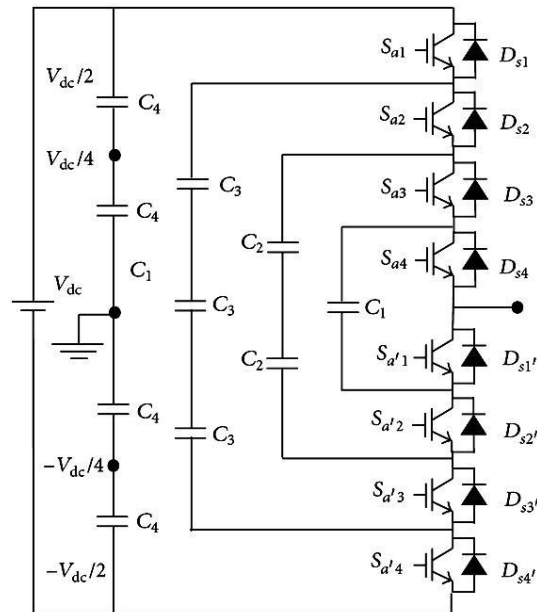 V_dc/2
C_4
V_dc/4
C_4
C_1
V_dc
C_4
-V_dc/4
C_4
-V_dc/2
C_3
C_3
C_3
C_2
C_2
C_1
S_a1
D_s1
S_a2
D_s2
S_a3
D_s3
S_a4
D_s4
S_a'1
D_s1'
S_a'2
D_s2'
S_a'3
D_s3'
S_a'4
D_s4'